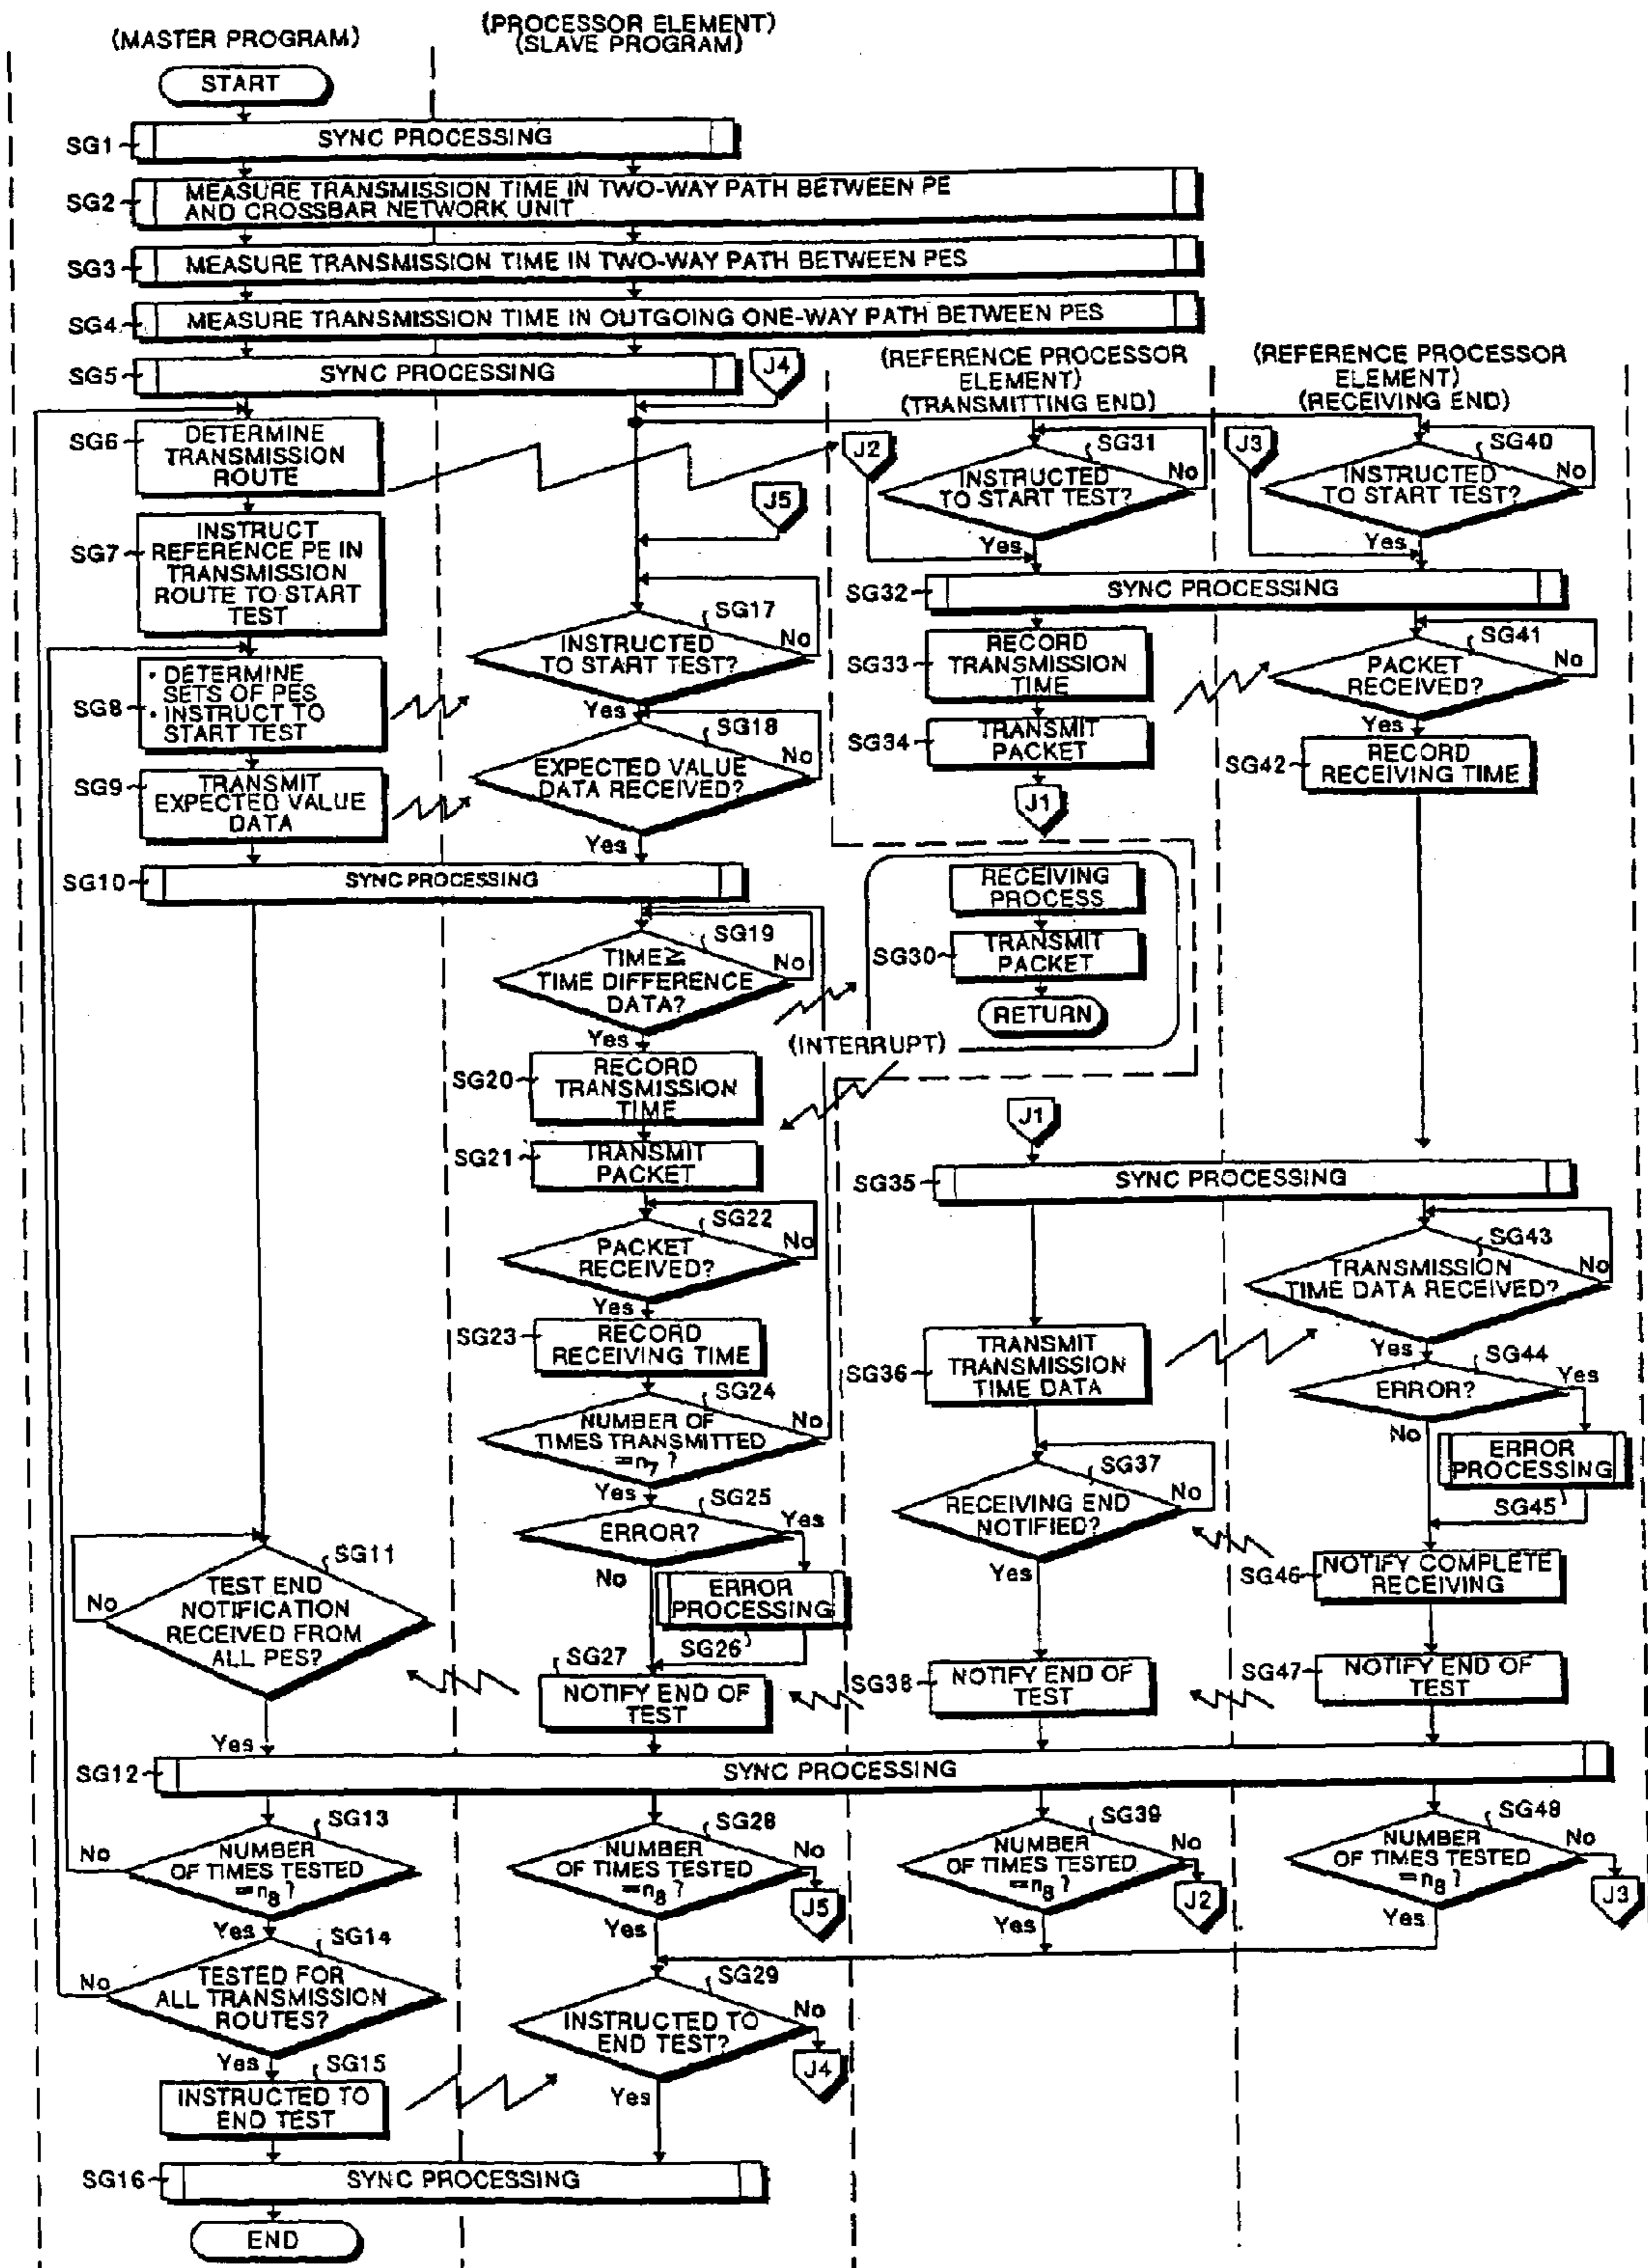 (MASTER PROGRAM)
(PROCESSOR ELEMENT)
(SLAVE PROGRAM)
START
SG1
SYNC PROCESSING
SG2
MEASURE TRANSMISSION TIME IN TWO-WAY PATH BETWEEN PE
AND CROSSBAR NETWORK UNIT
SG3
MEASURE TRANSMISSION TIME IN TWO-WAY PATH BETWEEN PES
SG4
MEASURE TRANSMISSION TIME IN OUTGOING ONE-WAY PATH BETWEEN PES
SG5
SYNC PROCESSING
J4
(REFERENCE PROCESSOR
ELEMENT)
(TRANSMITTING END)
(REFERENCE PROCESSOR
ELEMENT)
(RECEIVING END)
SG6
DETERMINE
TRANSMISSION
ROUTE
J2
SG31
INSTRUCTED
TO START TEST?
No
Yes
J3
SG40
INSTRUCTED
TO START TEST?
No
Yes
J5
SG7
INSTRUCT
REFERENCE PE IN
TRANSMISSION
ROUTE TO START
TEST
SG32
SYNC PROCESSING
SG17
INSTRUCTED
TO START TEST?
No
Yes
SG33
RECORD
TRANSMISSION
TIME
SG41
PACKET
RECEIVED?
No
Yes
SG8
• DETERMINE
SETS OF PES
• INSTRUCT TO
START TEST
SG18
EXPECTED VALUE
DATA RECEIVED?
No
Yes
SG34
TRANSMIT
PACKET
J1
SG42
RECORD
RECEIVING TIME
SG9
TRANSMIT
EXPECTED VALUE
DATA
SG10
SYNC PROCESSING
RECEIVING
PROCESS
SG30
TRANSMIT
PACKET
RETURN
(INTERRUPT)
SG19
TIME≧
TIME DIFFERENCE
DATA?
No
Yes
SG20
RECORD
TRANSMISSION
TIME
SG21
TRANSMIT
PACKET
J1
SG35
SYNC PROCESSING
SG22
PACKET
RECEIVED?
No
Yes
SG43
TRANSMISSION
TIME DATA RECEIVED?
No
Yes
SG23
RECORD
RECEIVING TIME
SG36
TRANSMIT
TRANSMISSION
TIME DATA
SG44
ERROR?
Yes
No
SG24
NUMBER OF
TIMES TRANSMITTED
=n7 ?
No
Yes
SG37
RECEIVING END
NOTIFIED?
No
Yes
ERROR
PROCESSING
SG45
SG25
ERROR?
Yes
No
ERROR
PROCESSING
SG26
SG46
NOTIFY COMPLETE
RECEIVING
SG11
TEST END
NOTIFICATION
RECEIVED FROM
ALL PES?
No
Yes
SG27
NOTIFY END OF
TEST
SG38
NOTIFY END OF
TEST
SG47
NOTIFY END OF
TEST
SG12
SYNC PROCESSING
SG13
NUMBER
OF TIMES TESTED
=n8 ?
No
Yes
SG28
NUMBER
OF TIMES TESTED
=n8 ?
No
J5
Yes
SG39
NUMBER
OF TIMES TESTED
=n8 ?
No
J2
Yes
SG48
NUMBER
OF TIMES TESTED
=n8 ?
No
J3
Yes
SG14
TESTED FOR
ALL TRANSMISSION
ROUTES?
No
Yes
SG29
INSTRUCTED TO
END TEST?
No
J4
Yes
SG15
INSTRUCTED TO
END TEST
SG16
SYNC PROCESSING
END